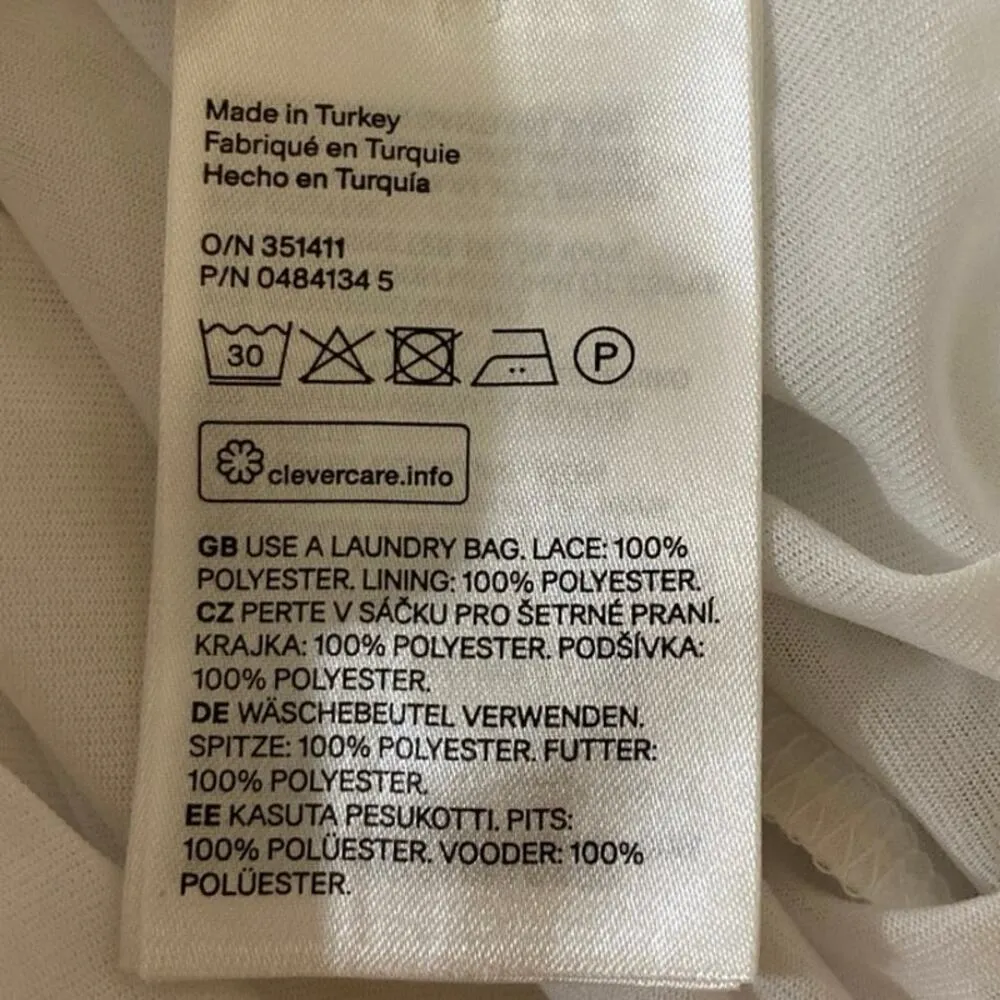 Made in Turkey
Fabriqué en Turquie
Hecho en Turquía
O/N 351411
P/N 0484134 5
30 P
clevercare.info
GB USE A LAUNDRY BAG. LACE: 100%
POLYESTER. LINING: 100% POLYESTER.
CZ PERTE V SÁČKU PRO ŠETRNÉ PRANÍ.
KRAJKA: 100% POLYESTER. PODŠÍVKA:
100% POLYESTER.
DE WÄSCHEBEUTEL VERWENDEN.
SPITZE: 100% POLYESTER. FUTTER:
100% POLYESTER.
EE KASUTA PESUKOTTI. PITS:
100% POLÜESTER. VOODER: 100%
POLÜESTER.